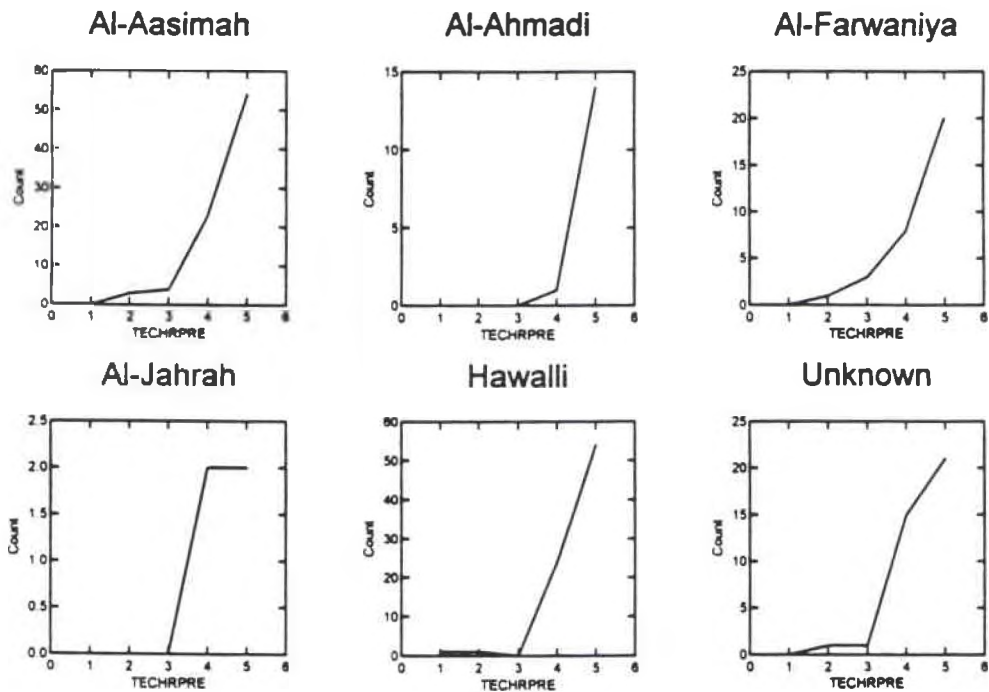 Al-Aasimah
60
50
40
30
20
10
0
Count
0 1 2 3 4 5 6
TECHRPRE
Al-Ahmadi
15
10
5
0
Count
0 1 2 3 4 5 6
TECHRPRE
Al-Farwaniya
25
20
15
10
5
0
Count
0 1 2 3 4 5 6
TECHRPRE
Al-Jahrah
2.5
2.0
1.5
1.0
0.5
0.0
Count
0 1 2 3 4 5 6
TECHRPRE
Hawalli
60
50
40
30
20
10
0
Count
0 1 2 3 4 5 6
TECHRPRE
Unknown
25
20
15
10
5
0
Count
0 1 2 3 4 5 6
TECHRPRE